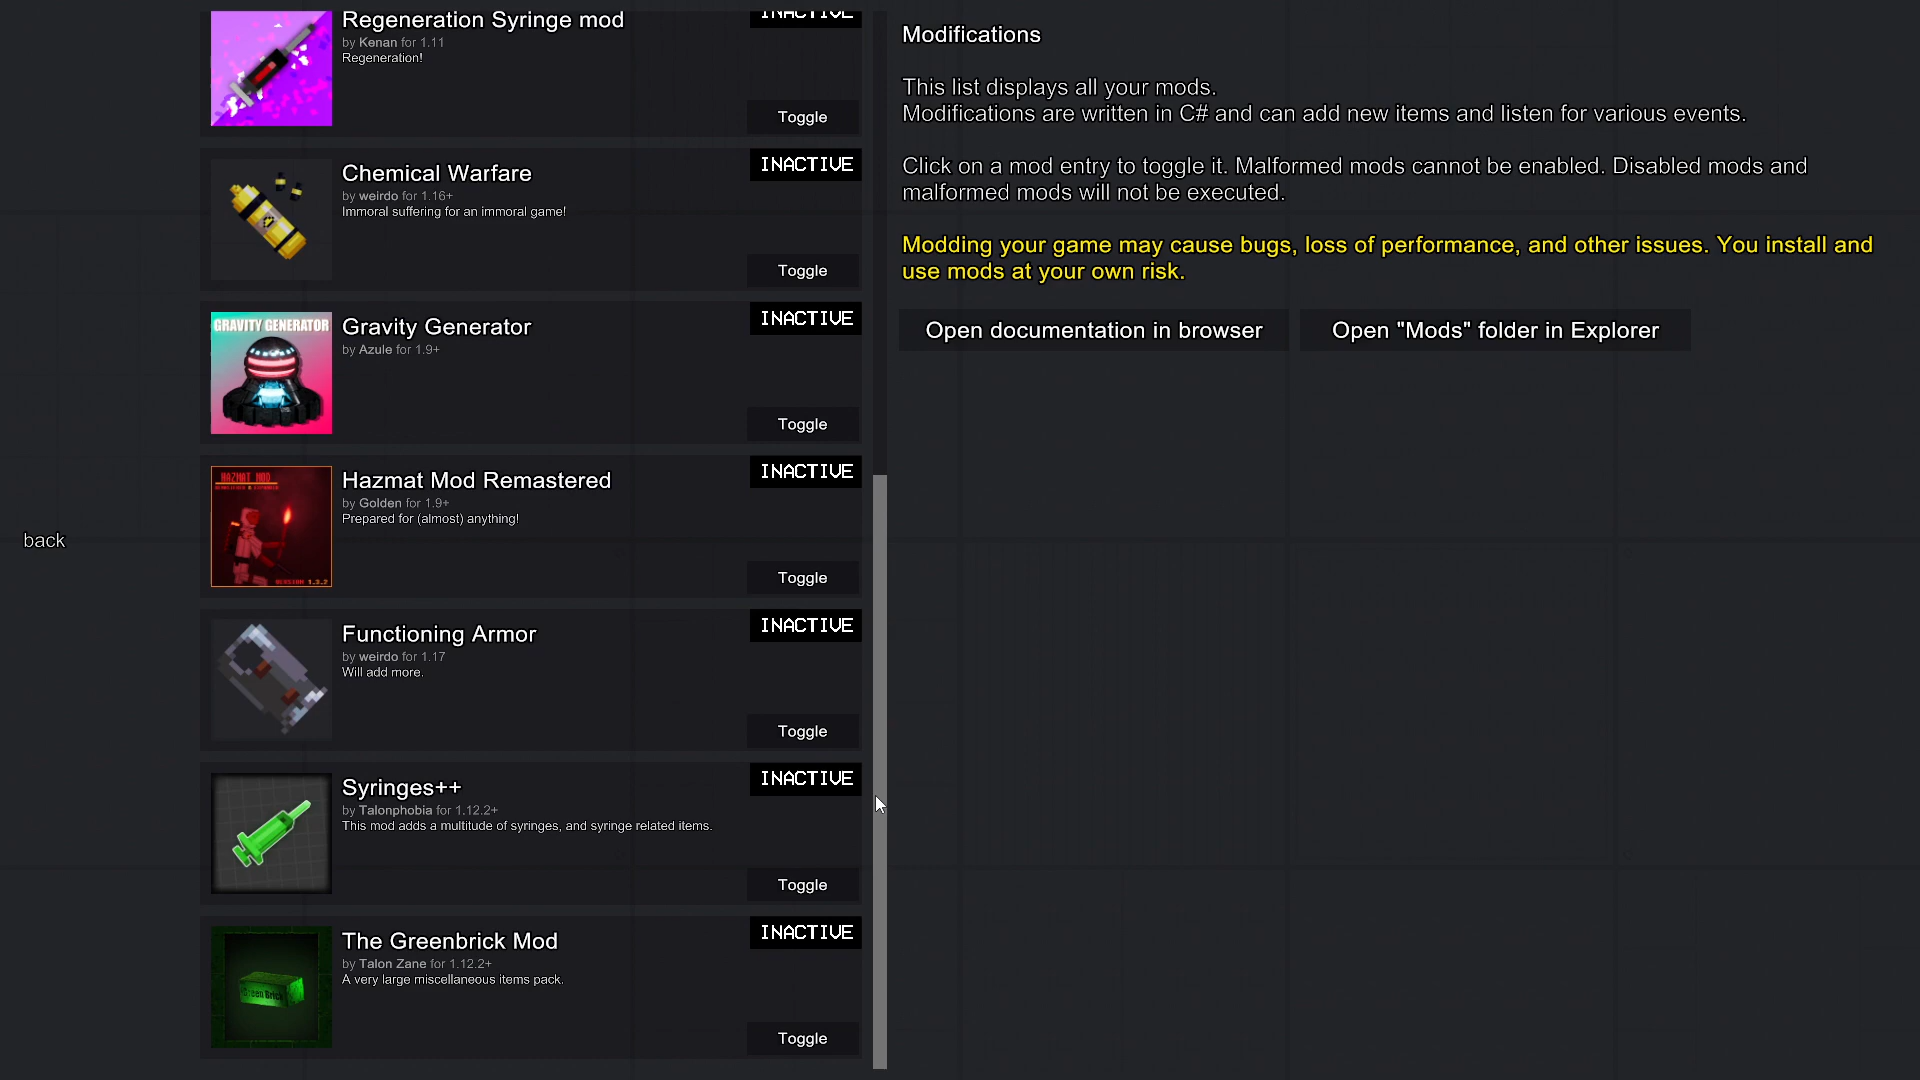 Regeneration Syringe mod
by Kenan for 1.11
Regeneration!
INACTIVE
Toggle
Chemical Warfare
by weirdo for 1.16+
Immoral suffering for an immoral game!
INACTIVE
Toggle
GRAVITY GENERATOR
Gravity Generator
by Azule for 1.9+
INACTIVE
Toggle
HAZMAT MOD
VERSION 1.3.2
Hazmat Mod Remastered
by Golden for 1.9+
Prepared for (almost) anything!
INACTIVE
Toggle
Functioning Armor
by weirdo for 1.17
Will add more.
INACTIVE
Toggle
Syringes++
by Talonphobia for 1.12.2+
This mod adds a multitude of syringes, and syringe related items.
INACTIVE
Toggle
Green Brick
The Greenbrick Mod
by Talon Zane for 1.12.2+
A very large miscellaneous items pack.
INACTIVE
Toggle
back
Modifications
This list displays all your mods.
Modifications are written in C# and can add new items and listen for various events.
Click on a mod entry to toggle it. Malformed mods cannot be enabled. Disabled mods and
malformed mods will not be executed.
Modding your game may cause bugs, loss of performance, and other issues. You install and
use mods at your own risk.
Open documentation in browser
Open "Mods" folder in Explorer